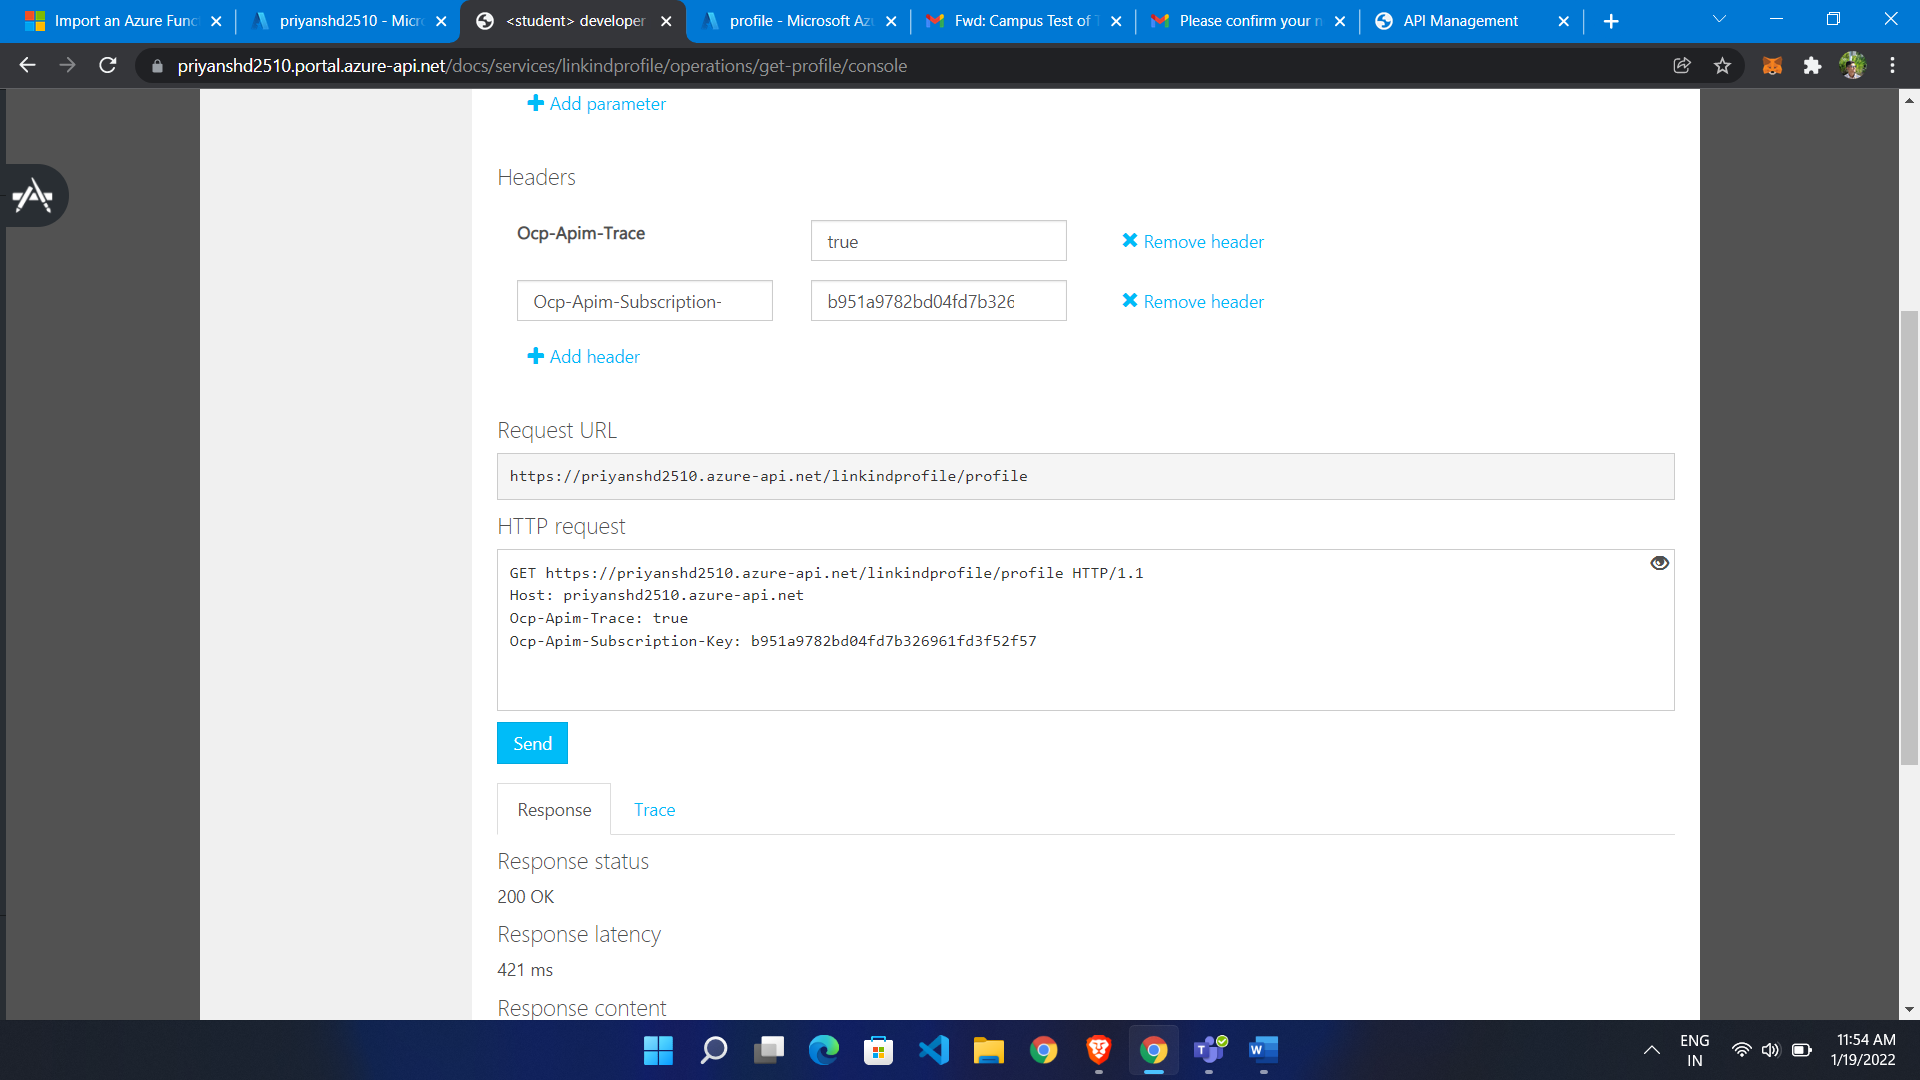 Import an Azure Func
priyanshd2510 - Micro
<student> developer
profile - Microsoft Az
Fwd: Campus Test of T
Please confirm your n
API Management
priyanshd2510.portal.azure-api.net/docs/services/linkindprofile/operations/get-profile/console
Add parameter
Headers
Ocp-Apim-Trace
true
Remove header
Ocp-Apim-Subscription-
b951a9782bd04fd7b326
Remove header
Add header
Request URL
https://priyanshd2510.azure-api.net/linkindprofile/profile
HTTP request
GET https://priyanshd2510.azure-api.net/linkindprofile/profile HTTP/1.1
Host: priyanshd2510.azure-api.net
Ocp-Apim-Trace: true
Ocp-Apim-Subscription-Key: b951a9782bd04fd7b326961fd3f52f57
Send
Response
Trace
Response status
200 OK
Response latency
421 ms
Response content
ENG
IN
11:54 AM
1/19/2022